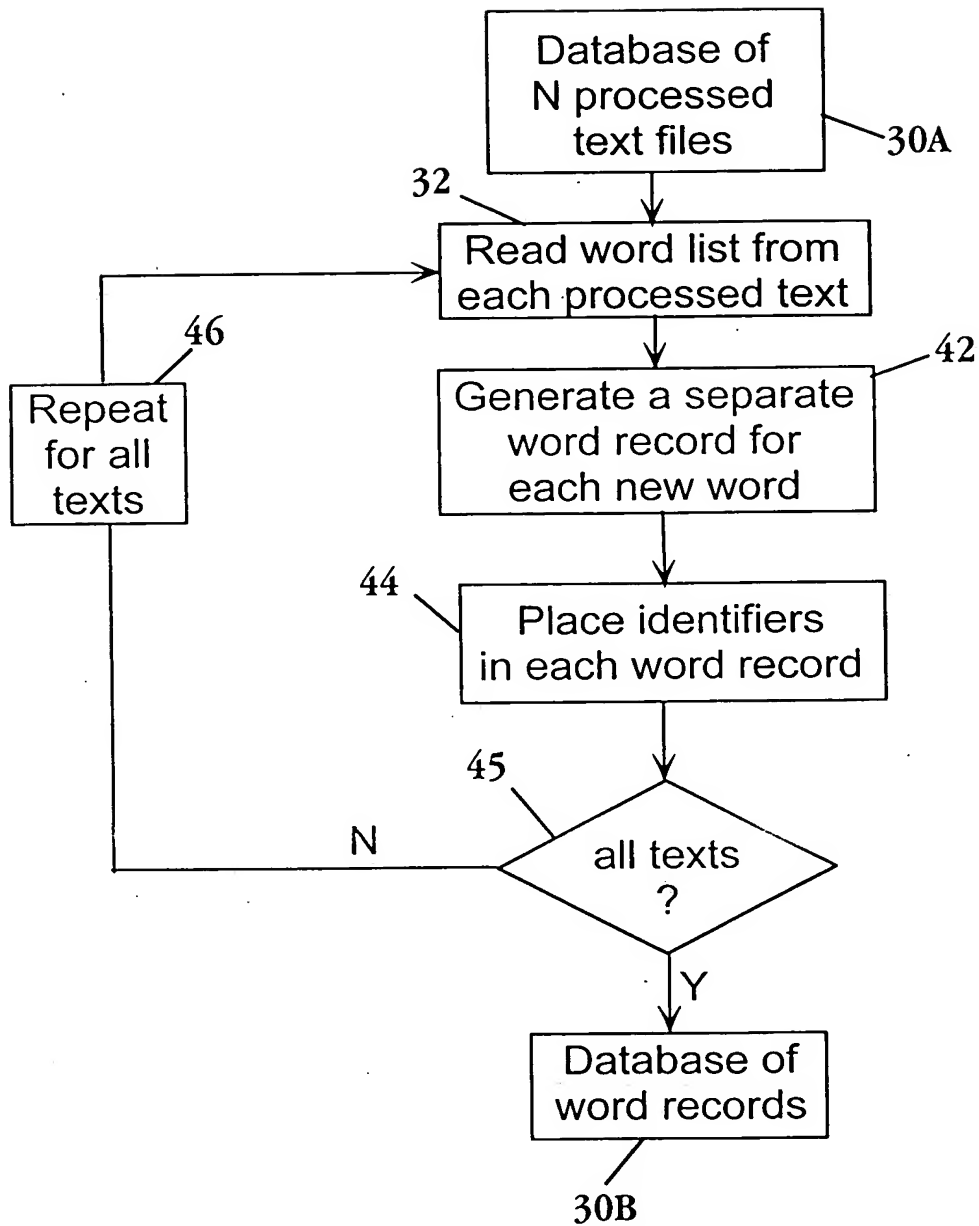 Database of
N processed
text files
30A
32
Read word list from
each processed text
46
Repeat
for all
texts
42
Generate a separate
word record for
each new word
44
Place identifiers
in each word record
45
N
all texts
?
Y
Database of
word records
30B